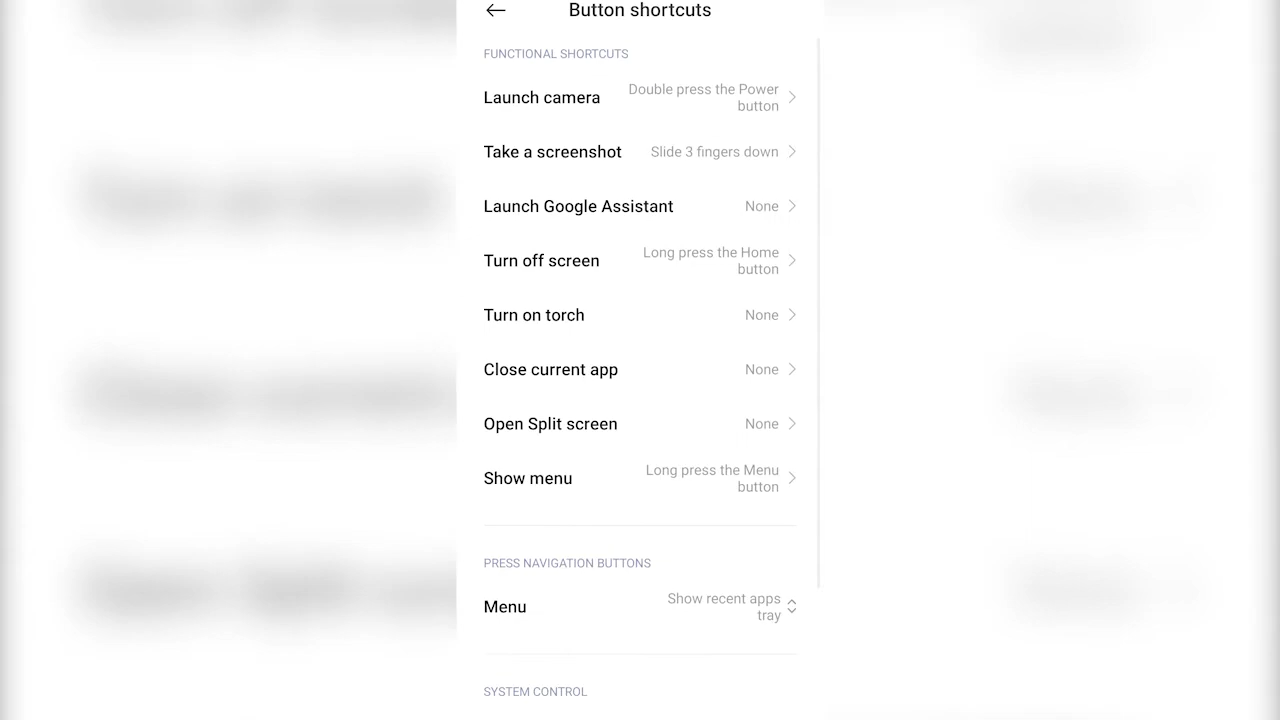 Button shortcuts
FUNCTIONAL SHORTCUTS
Launch camera
Double press the Power
button
Take a screenshot
Slide 3 fingers down
Launch Google Assistant
None
Turn off screen
Long press the Home
button
Turn on torch
None
Close current app
None
Open Split screen
None
Show menu
Long press the Menu
button
PRESS NAVIGATION BUTTONS
Menu
Show recent apps
tray
SYSTEM CONTROL